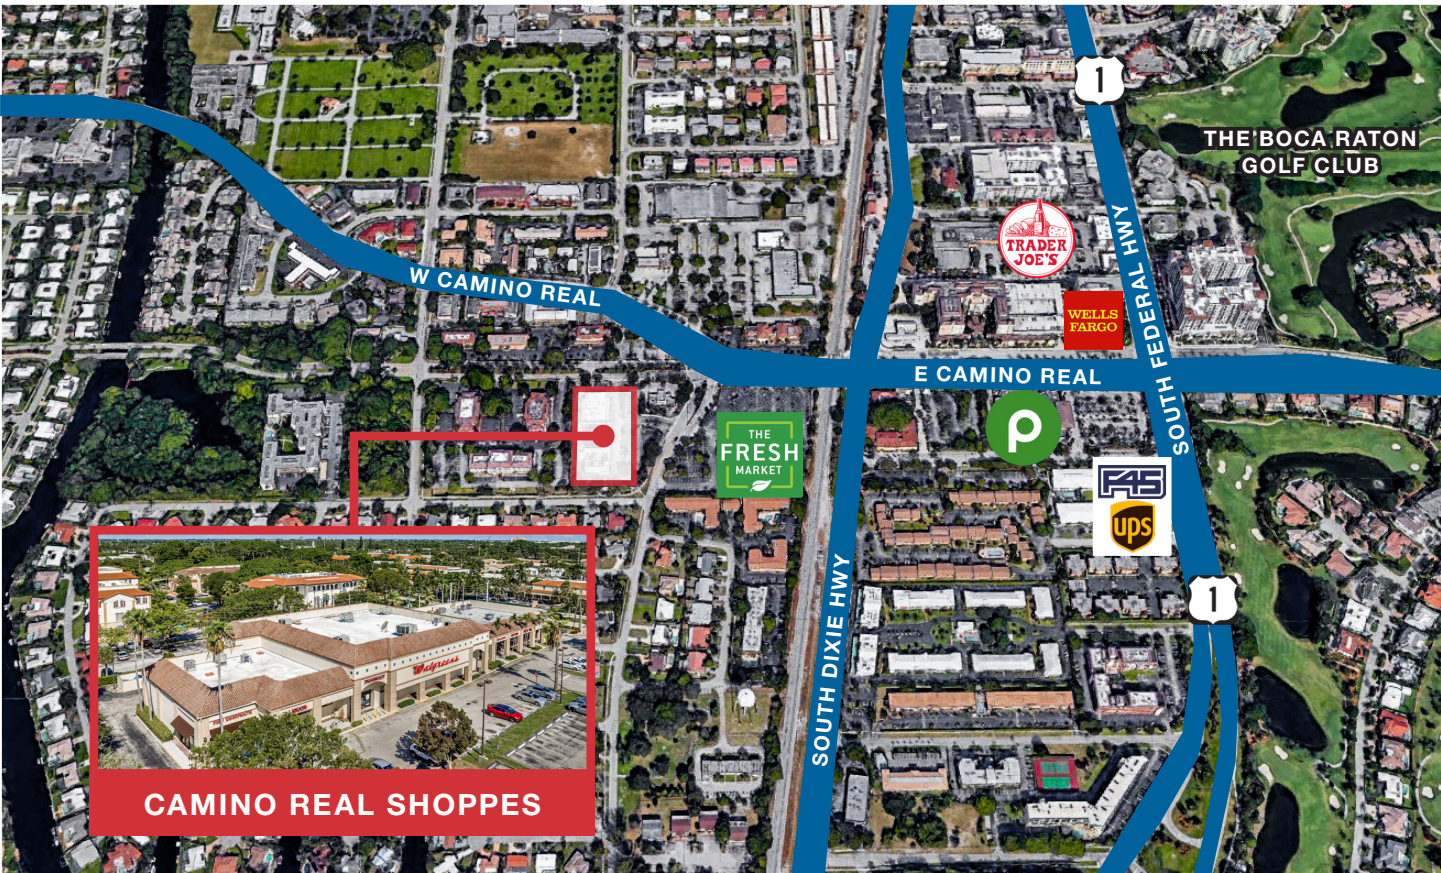 1
THE BOCA RATON
GOLF CLUB
TRADER
JOE'S
SOUTH FEDERAL HWY
W CAMINO REAL
WELLS
FARGO
E CAMINO REAL
p
THE
FRESH
MARKET
F45
ups
SOUTH DIXIE HWY
1
Walgreens
CAMINO REAL SHOPPES